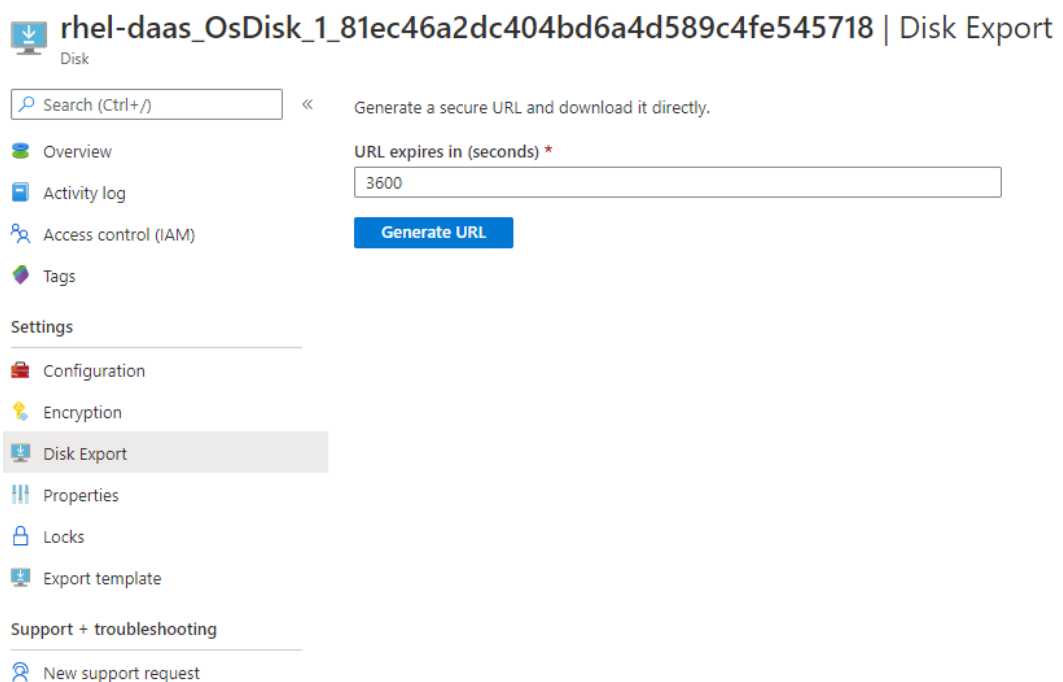 rhel-daas_OsDisk_1_81ec46a2dc404bd6a4d589c4fe545718 | Disk Export
Disk
Search (Ctrl+/)
«
Overview
Activity log
Access control (IAM)
Tags
Settings
Configuration
Encryption
Disk Export
Properties
Locks
Export template
Support + troubleshooting
New support request
Generate a secure URL and download it directly.
URL expires in (seconds) *
3600
Generate URL